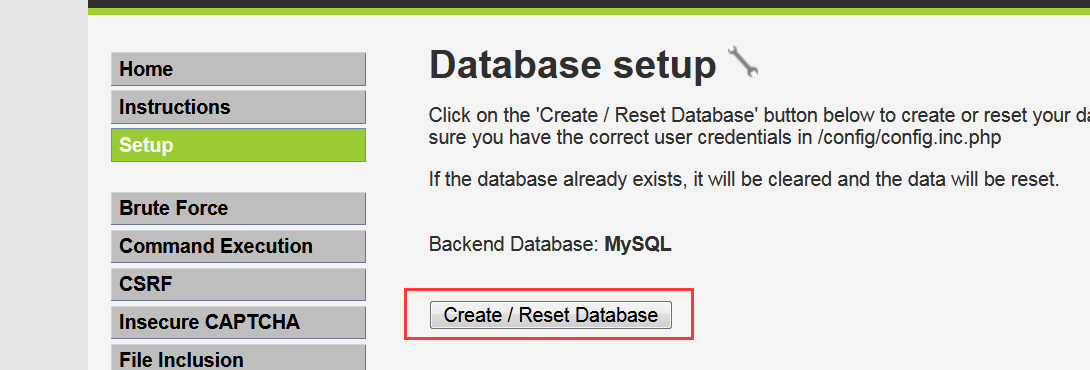 Home
Instructions
Setup
Brute Force
Command Execution
CSRF
Insecure CAPTCHA
File Inclusion
Database setup
Click on the 'Create / Reset Database' button below to create or reset your
sure you have the correct user credentials in /config/config.inc.php
If the database already exists, it will be cleared and the data will be reset.
Backend Database: MySQL
Create / Reset Database